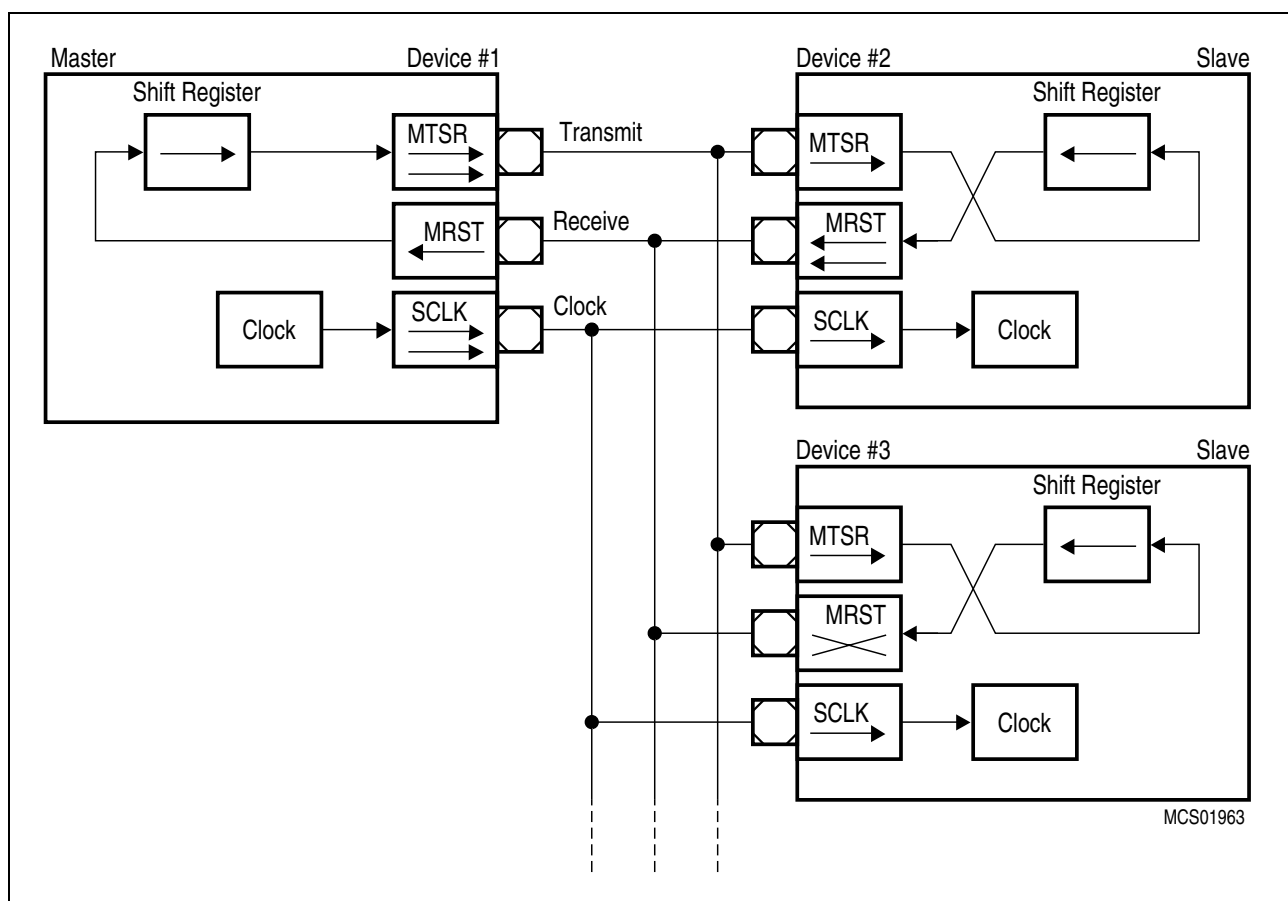 Master Device #1
Shift Register
MTSR
Transmit
MRST
Receive
Clock
SCLK
Clock
Device #2 Slave
Shift Register
MTSR
MRST
SCLK
Clock
Device #3 Slave
Shift Register
MTSR
MRST
SCLK
Clock
MCS01963